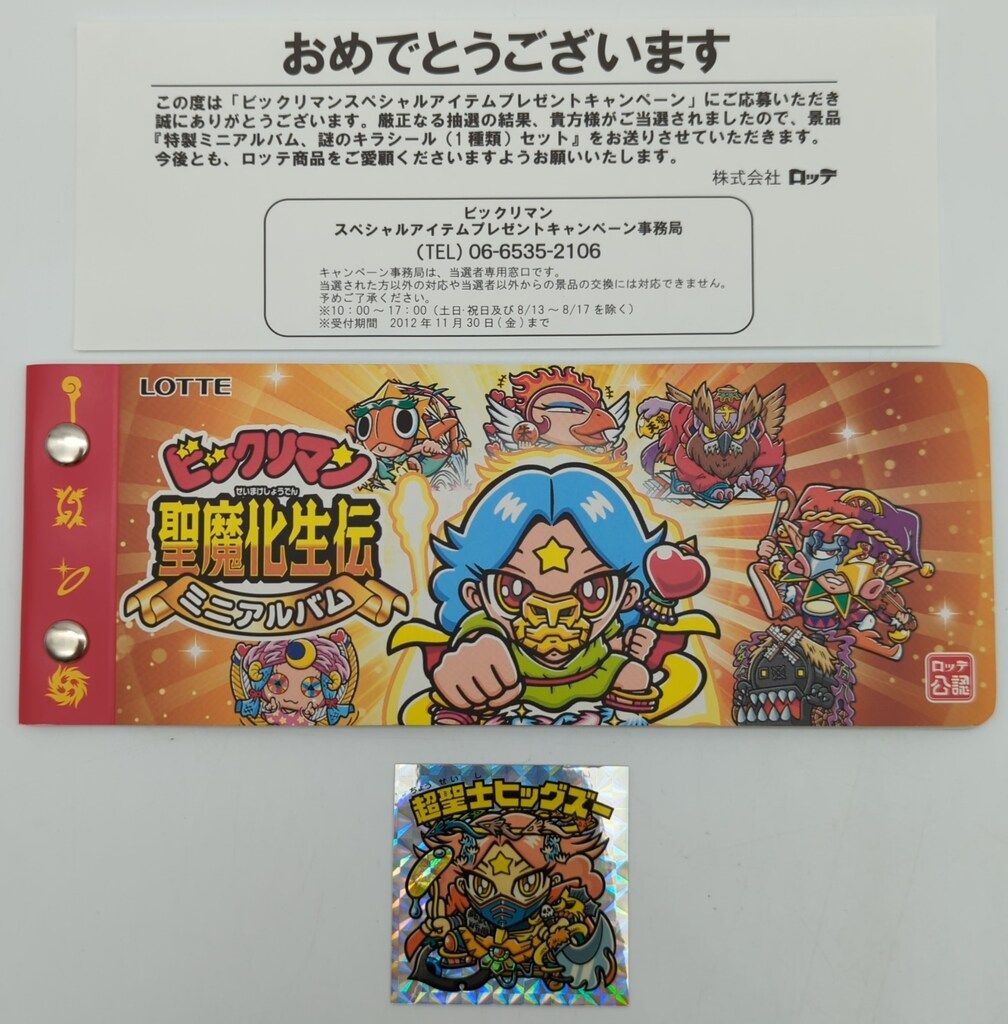 おめでとうございます
この度は「ビックリマンスペシャルアイテムプレゼントキャンペーン」にご応募いただき
誠にありがとうございます。厳正なる抽選の結果、貴方様がご当選されましたので、景品
『特製ミニアルバム、謎のキラシール（1種類）セット』をお送りさせていただきます。
今後とも、ロッテ商品をご愛顧くださいますようお願いいたします。
株式会社 ロッテ
ビックリマン
スペシャルアイテムプレゼントキャンペーン事務局
（TEL）06-6535-2106
キャンペーン事務局は、当選者専用窓口です。
当選された方以外の対応や当選者以外からの景品の交換には対応できません。
予めご了承ください。
※10：00～17：00（土日・祝日及び8/13～8/17を除く）
※受付期間 2012年11月30日（金）まで
LOTTE
ビックリマン
せいまけしょうでん
聖魔化生伝
ミニアルバム
ロッテ
公認
ちょうせいし
超聖士ヒッグズー